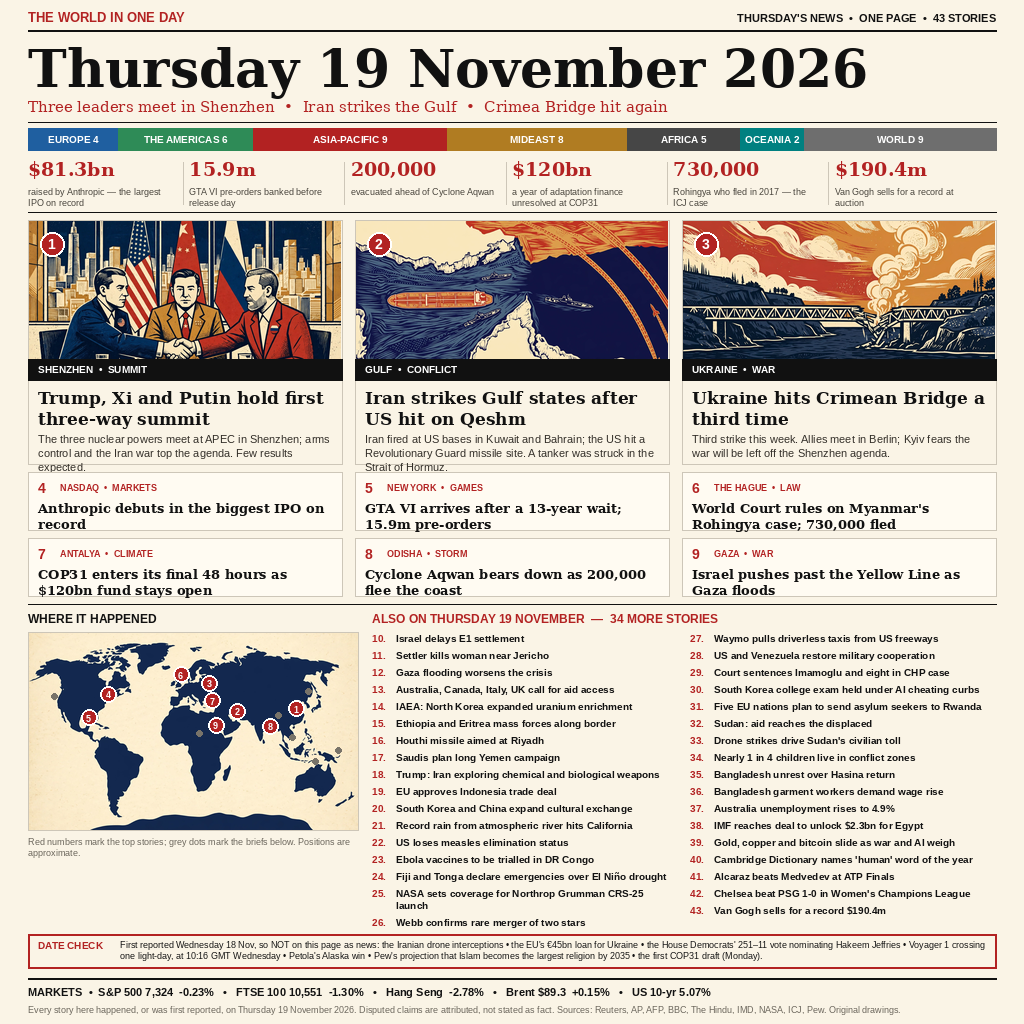 THE WORLD IN ONE DAY
THURSDAY'S NEWS • ONE PAGE • 43 STORIES
Thursday 19 November 2026
Three leaders meet in Shenzhen • Iran strikes the Gulf • Crimea Bridge hit again
EUROPE 4
THE AMERICAS 6
ASIA-PACIFIC 9
MIDEAST 8
AFRICA 5
OCEANIA 2
WORLD 9
$81.3bn
raised by Anthropic — the largest
IPO on record
15.9m
GTA VI pre-orders banked before
release day
200,000
evacuated ahead of Cyclone Aqwan
$120bn
a year of adaptation finance
unresolved at COP31
730,000
Rohingya who fled in 2017 — the
ICJ case
$190.4m
Van Gogh sells for a record at
auction
1
SHENZHEN • SUMMIT
Trump, Xi and Putin hold first
three-way summit
The three nuclear powers meet at APEC in Shenzhen; arms
control and the Iran war top the agenda. Few results
expected.
2
GULF • CONFLICT
Iran strikes Gulf states after
US hit on Qeshm
Iran fired at US bases in Kuwait and Bahrain; the US hit a
Revolutionary Guard missile site. A tanker was struck in the
Strait of Hormuz.
3
UKRAINE • WAR
Ukraine hits Crimean Bridge a
third time
Third strike this week. Allies meet in Berlin; Kyiv fears the
war will be left off the Shenzhen agenda.
4 NASDAQ • MARKETS
Anthropic debuts in the biggest IPO on
record
5 NEW YORK • GAMES
GTA VI arrives after a 13-year wait;
15.9m pre-orders
6 THE HAGUE • LAW
World Court rules on Myanmar's
Rohingya case; 730,000 fled
7 ANTALYA • CLIMATE
COP31 enters its final 48 hours as
$120bn fund stays open
8 ODISHA • STORM
Cyclone Aqwan bears down as 200,000
flee the coast
9 GAZA • WAR
Israel pushes past the Yellow Line as
Gaza floods
WHERE IT HAPPENED
6
3
4
7
5
2
1
9
8
Red numbers mark the top stories; grey dots mark the briefs below. Positions are
approximate.
ALSO ON THURSDAY 19 NOVEMBER — 34 MORE STORIES
10. Israel delays E1 settlement
11. Settler kills woman near Jericho
12. Gaza flooding worsens the crisis
13. Australia, Canada, Italy, UK call for aid access
14. IAEA: North Korea expanded uranium enrichment
15. Ethiopia and Eritrea mass forces along border
16. Houthi missile aimed at Riyadh
17. Saudis plan long Yemen campaign
18. Trump: Iran exploring chemical and biological weapons
19. EU approves Indonesia trade deal
20. South Korea and China expand cultural exchange
21. Record rain from atmospheric river hits California
22. US loses measles elimination status
23. Ebola vaccines to be trialled in DR Congo
24. Fiji and Tonga declare emergencies over El Niño drought
25. NASA sets coverage for Northrop Grumman CRS-25
launch
26. Webb confirms rare merger of two stars
27. Waymo pulls driverless taxis from US freeways
28. US and Venezuela restore military cooperation
29. Court sentences Imamoglu and eight in CHP case
30. South Korea college exam held under AI cheating curbs
31. Five EU nations plan to send asylum seekers to Rwanda
32. Sudan: aid reaches the displaced
33. Drone strikes drive Sudan's civilian toll
34. Nearly 1 in 4 children live in conflict zones
35. Bangladesh unrest over Hasina return
36. Bangladesh garment workers demand wage rise
37. Australia unemployment rises to 4.9%
38. IMF reaches deal to unlock $2.3bn for Egypt
39. Gold, copper and bitcoin slide as war and AI weigh
40. Cambridge Dictionary names 'human' word of the year
41. Alcaraz beats Medvedev at ATP Finals
42. Chelsea beat PSG 1-0 in Women's Champions League
43. Van Gogh sells for a record $190.4m
DATE CHECK
First reported Wednesday 18 Nov, so NOT on this page as news: the Iranian drone interceptions • the EU's €45bn loan for Ukraine • the House Democrats' 251–11 vote nominating Hakeem Jeffries • Voyager 1 crossing
one light-day, at 10:16 GMT Wednesday • Petola's Alaska win • Pew's projection that Islam becomes the largest religion by 2035 • the first COP31 draft (Monday).
MARKETS • S&P 500 7,324 -0.23% • FTSE 100 10,551 -1.30% • Hang Seng -2.78% • Brent $89.3 +0.15% • US 10-yr 5.07%
Every story here happened, or was first reported, on Thursday 19 November 2026. Disputed claims are attributed, not stated as fact. Sources: Reuters, AP, AFP, BBC, The Hindu, IMD, NASA, ICJ, Pew. Original drawings.